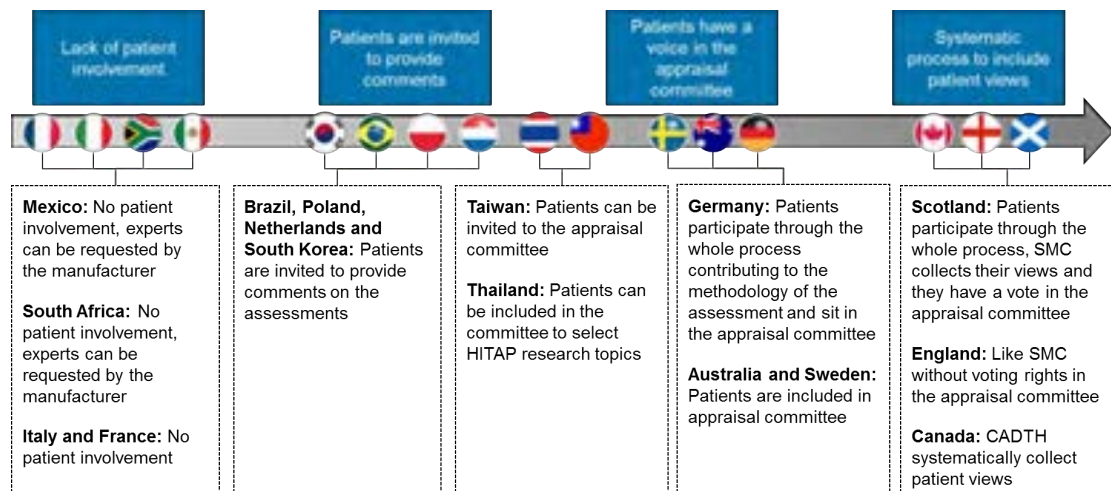 Lack of patient
involvement
Patients are invited
to provide
comments
Patients have a
voice in the
appraisal
committee
Systematic
process to include
patient views
Mexico: No patient
involvement, experts
can be requested by
the manufacturer
South Africa: No
patient involvement,
experts can be
requested by the
manufacturer
Italy and France: No
patient involvement
Brazil, Poland,
Netherlands and
South Korea: Patients
are invited to provide
comments on the
assessments
Taiwan: Patients can be
invited to the appraisal
committee
Thailand: Patients can
be included in the
committee to select
HITAP research topics
Germany: Patients
participate through the
whole process
contributing to the
methodology of the
assessment and sit in
the appraisal committee
Australia and Sweden:
Patients are included in
appraisal committee
Scotland: Patients
participate through the
whole process, SMC
collects their views and
they have a vote in the
appraisal committee
England: Like SMC
without voting rights in
the appraisal committee
Canada: CADTH
systematically collect
patient views